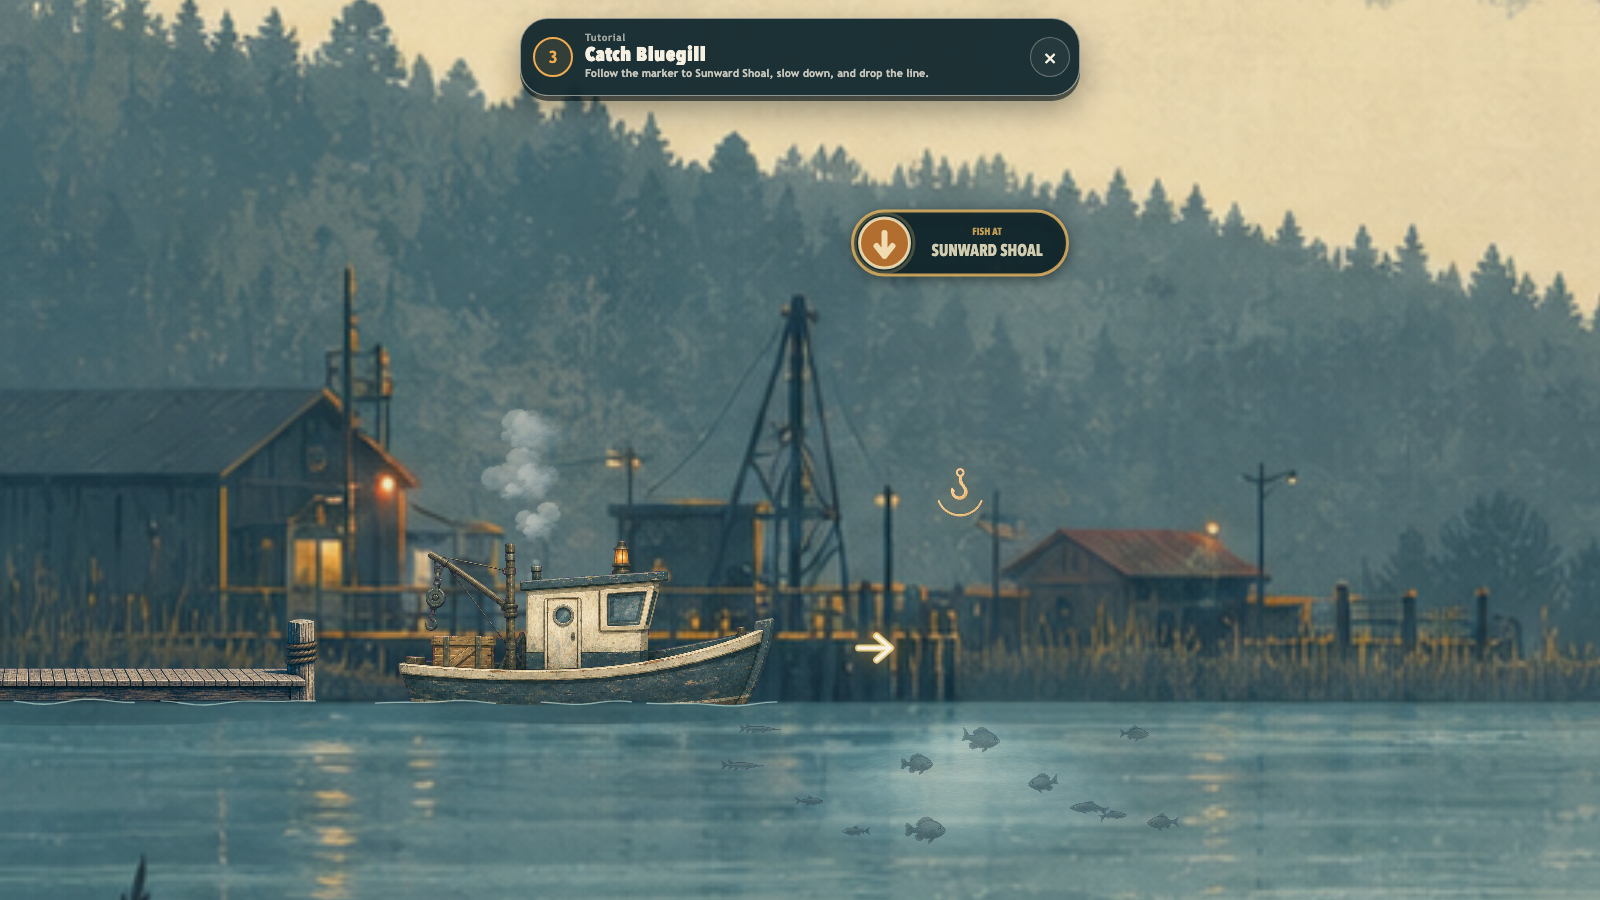 3
Tutorial
Catch Bluegill
Follow the marker to Sunward Shoal, slow down, and drop the line.
FISH AT
SUNWARD SHOAL